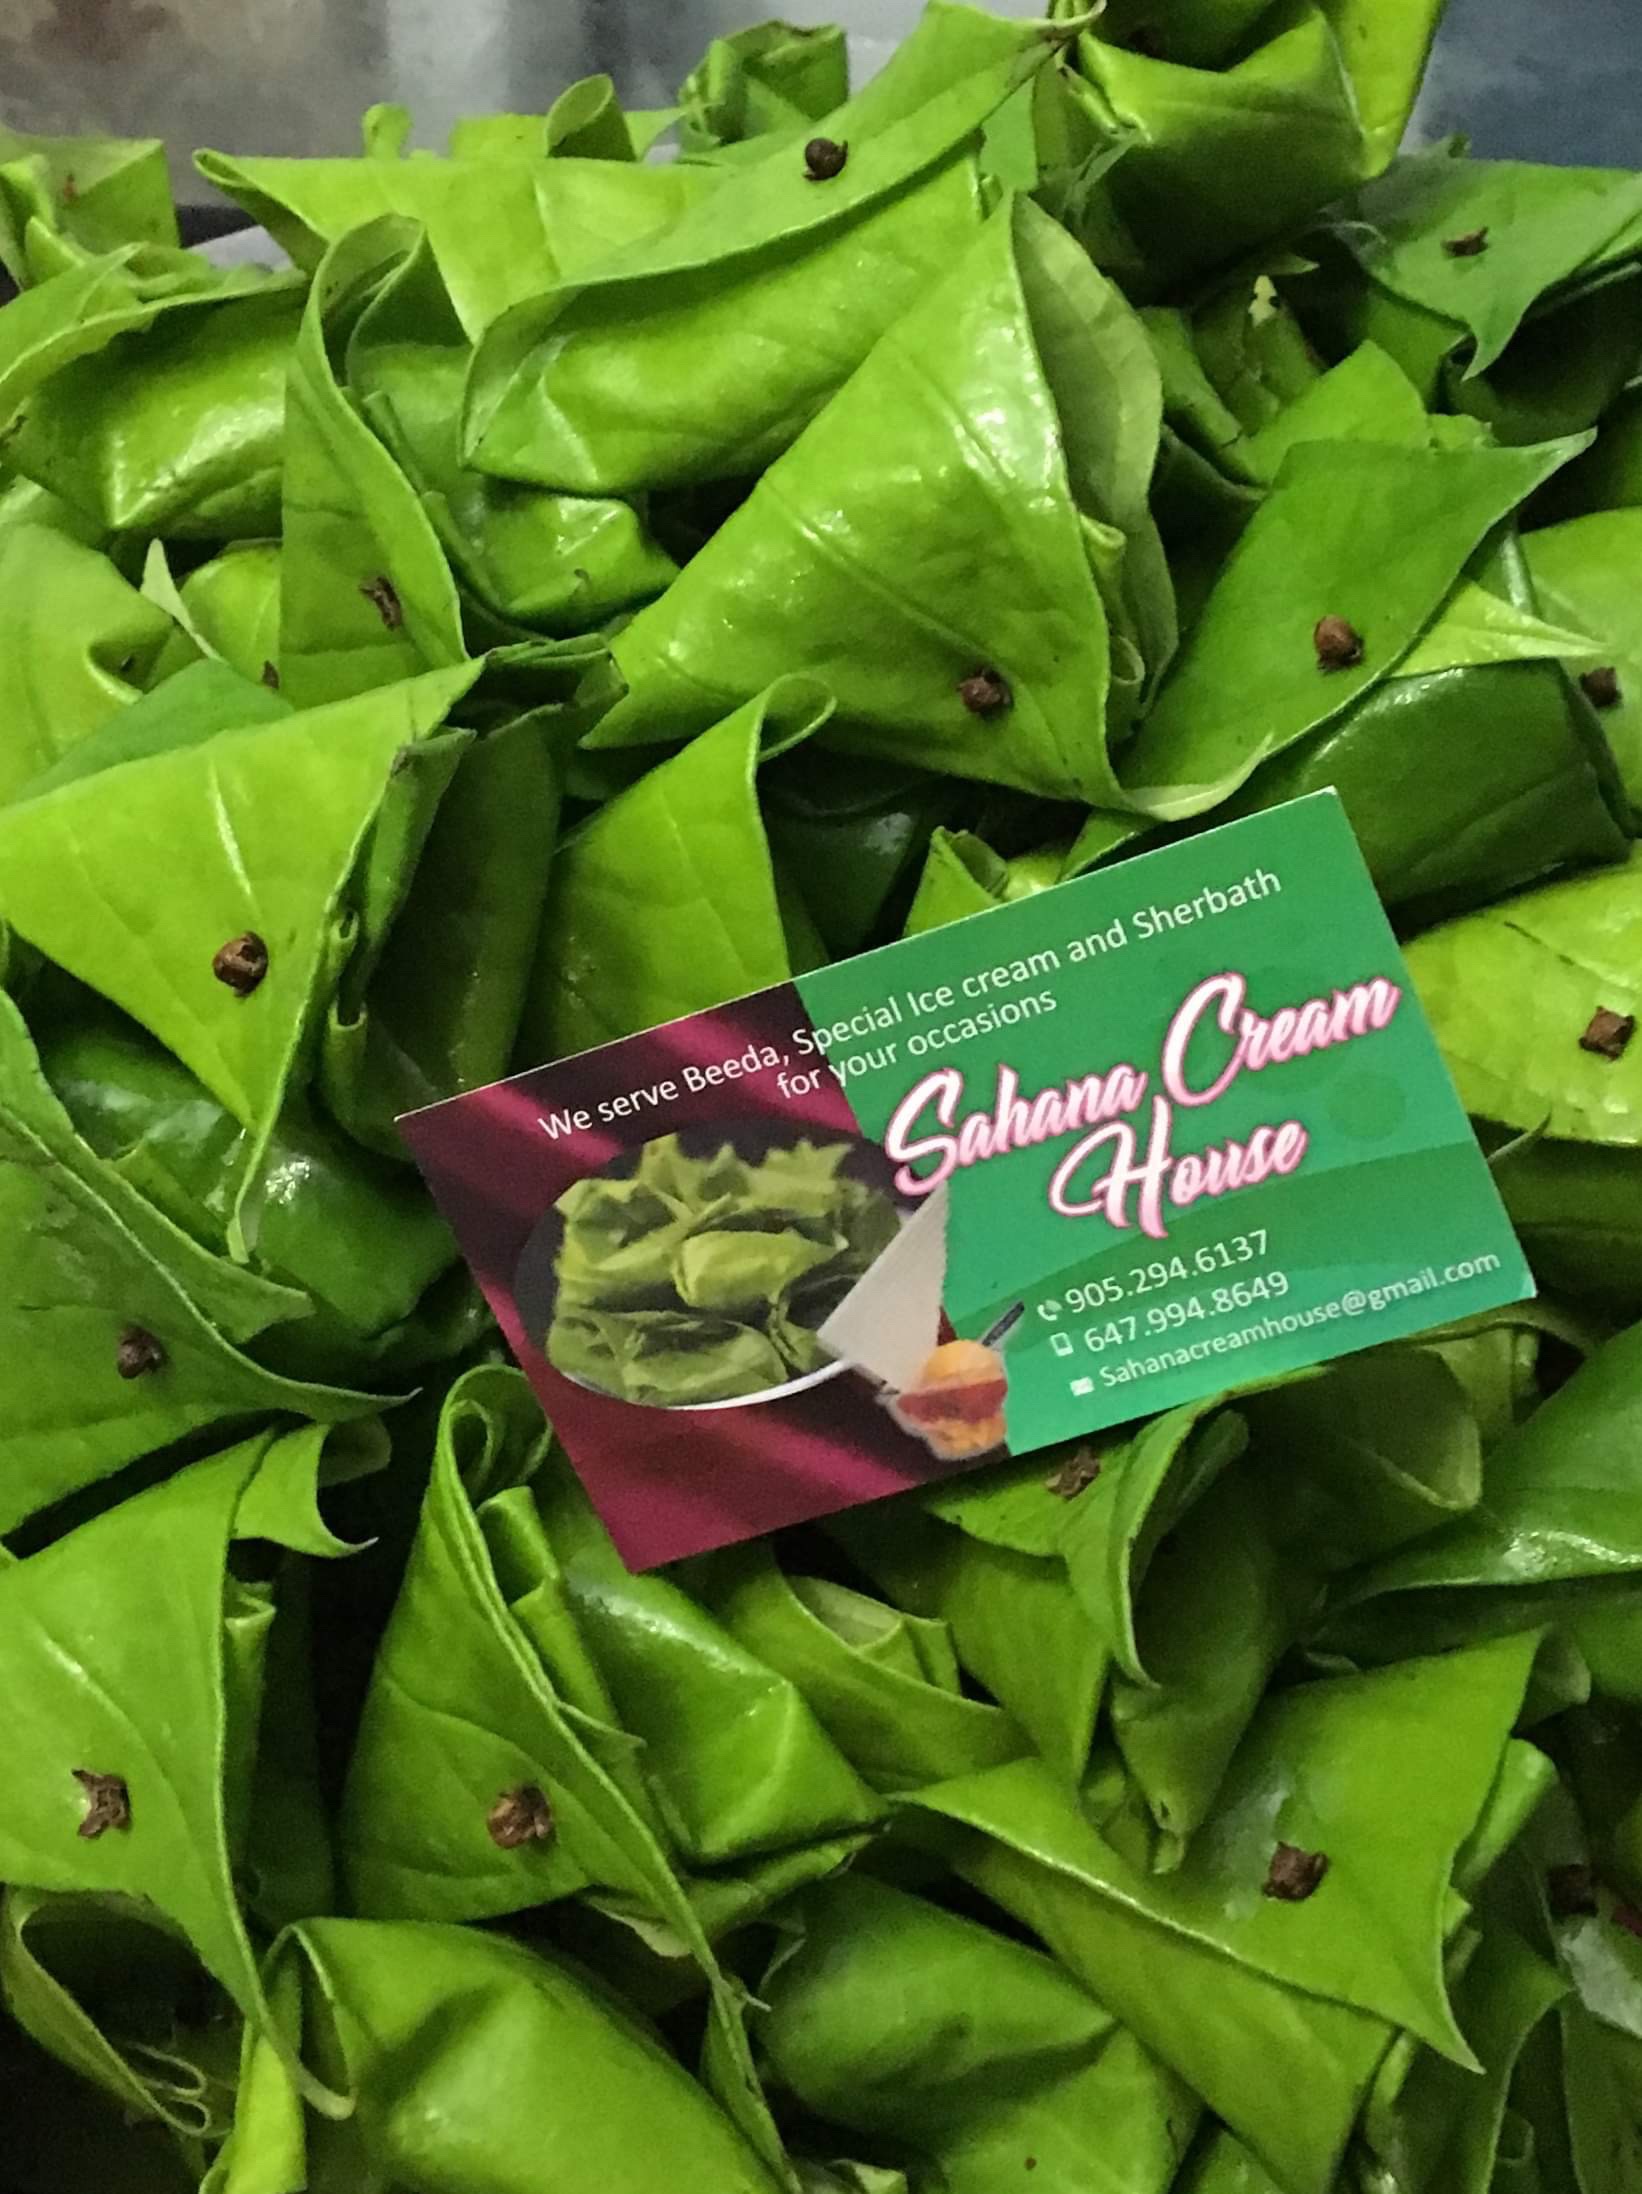 We serve Beeda, Special Ice cream and Sherbath
for your occasions
Sahana Cream
House
905.294.6137
647.994.8649
Sahanacreamhouse@gmail.com